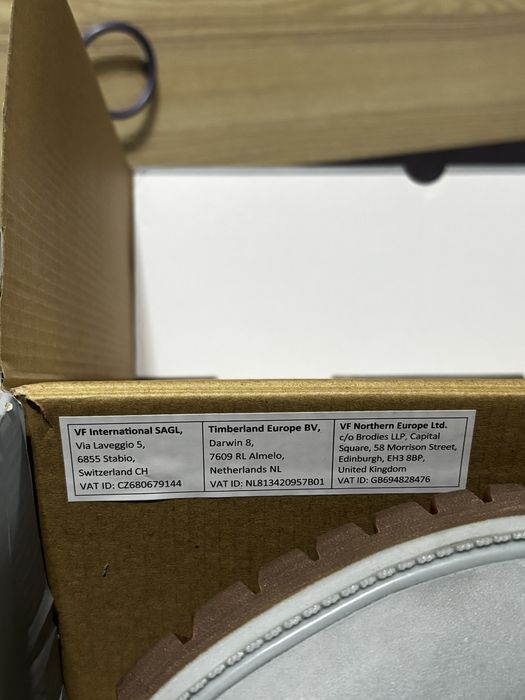 VF International SAGL,
Via Laveggio 5,
6855 Stabio,
Switzerland CH
VAT ID: CZ680679144
Timberland Europe BV,
Darwin 8,
7609 RL Almelo,
Netherlands NL
VAT ID: NL813420957B01
VF Northern Europe Ltd.
c/o Brodies LLP, Capital
Square, 58 Morrison Street,
Edinburgh, EH3 8BP,
United Kingdom
VAT ID: GB694828476